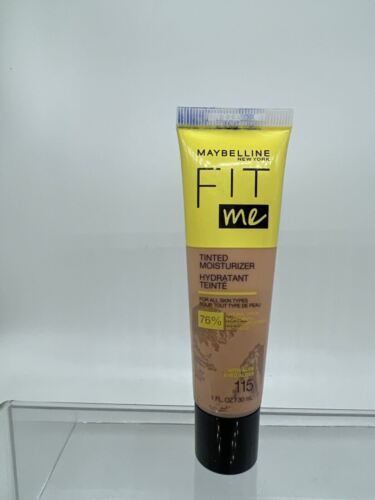 MAYBELLINE
NEW YORK
FIT
me
TINTED
MOISTURIZER
HYDRATANT
TEINTÉ
FOR ALL SKIN TYPES
POUR TOUT TYPE DE PEAU
76%
115
1 FL. OZ / 30 mL